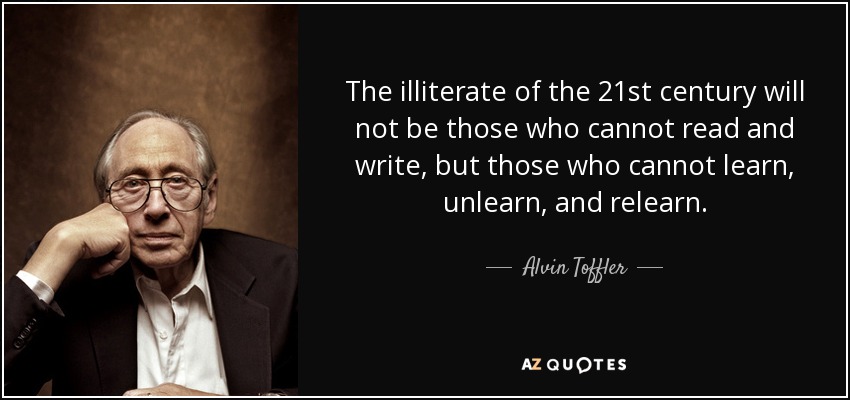 The illiterate of the 21st century will
not be those who cannot read and
write, but those who cannot learn,
unlearn, and relearn.
Alvin Toffler
AZ QUOTES